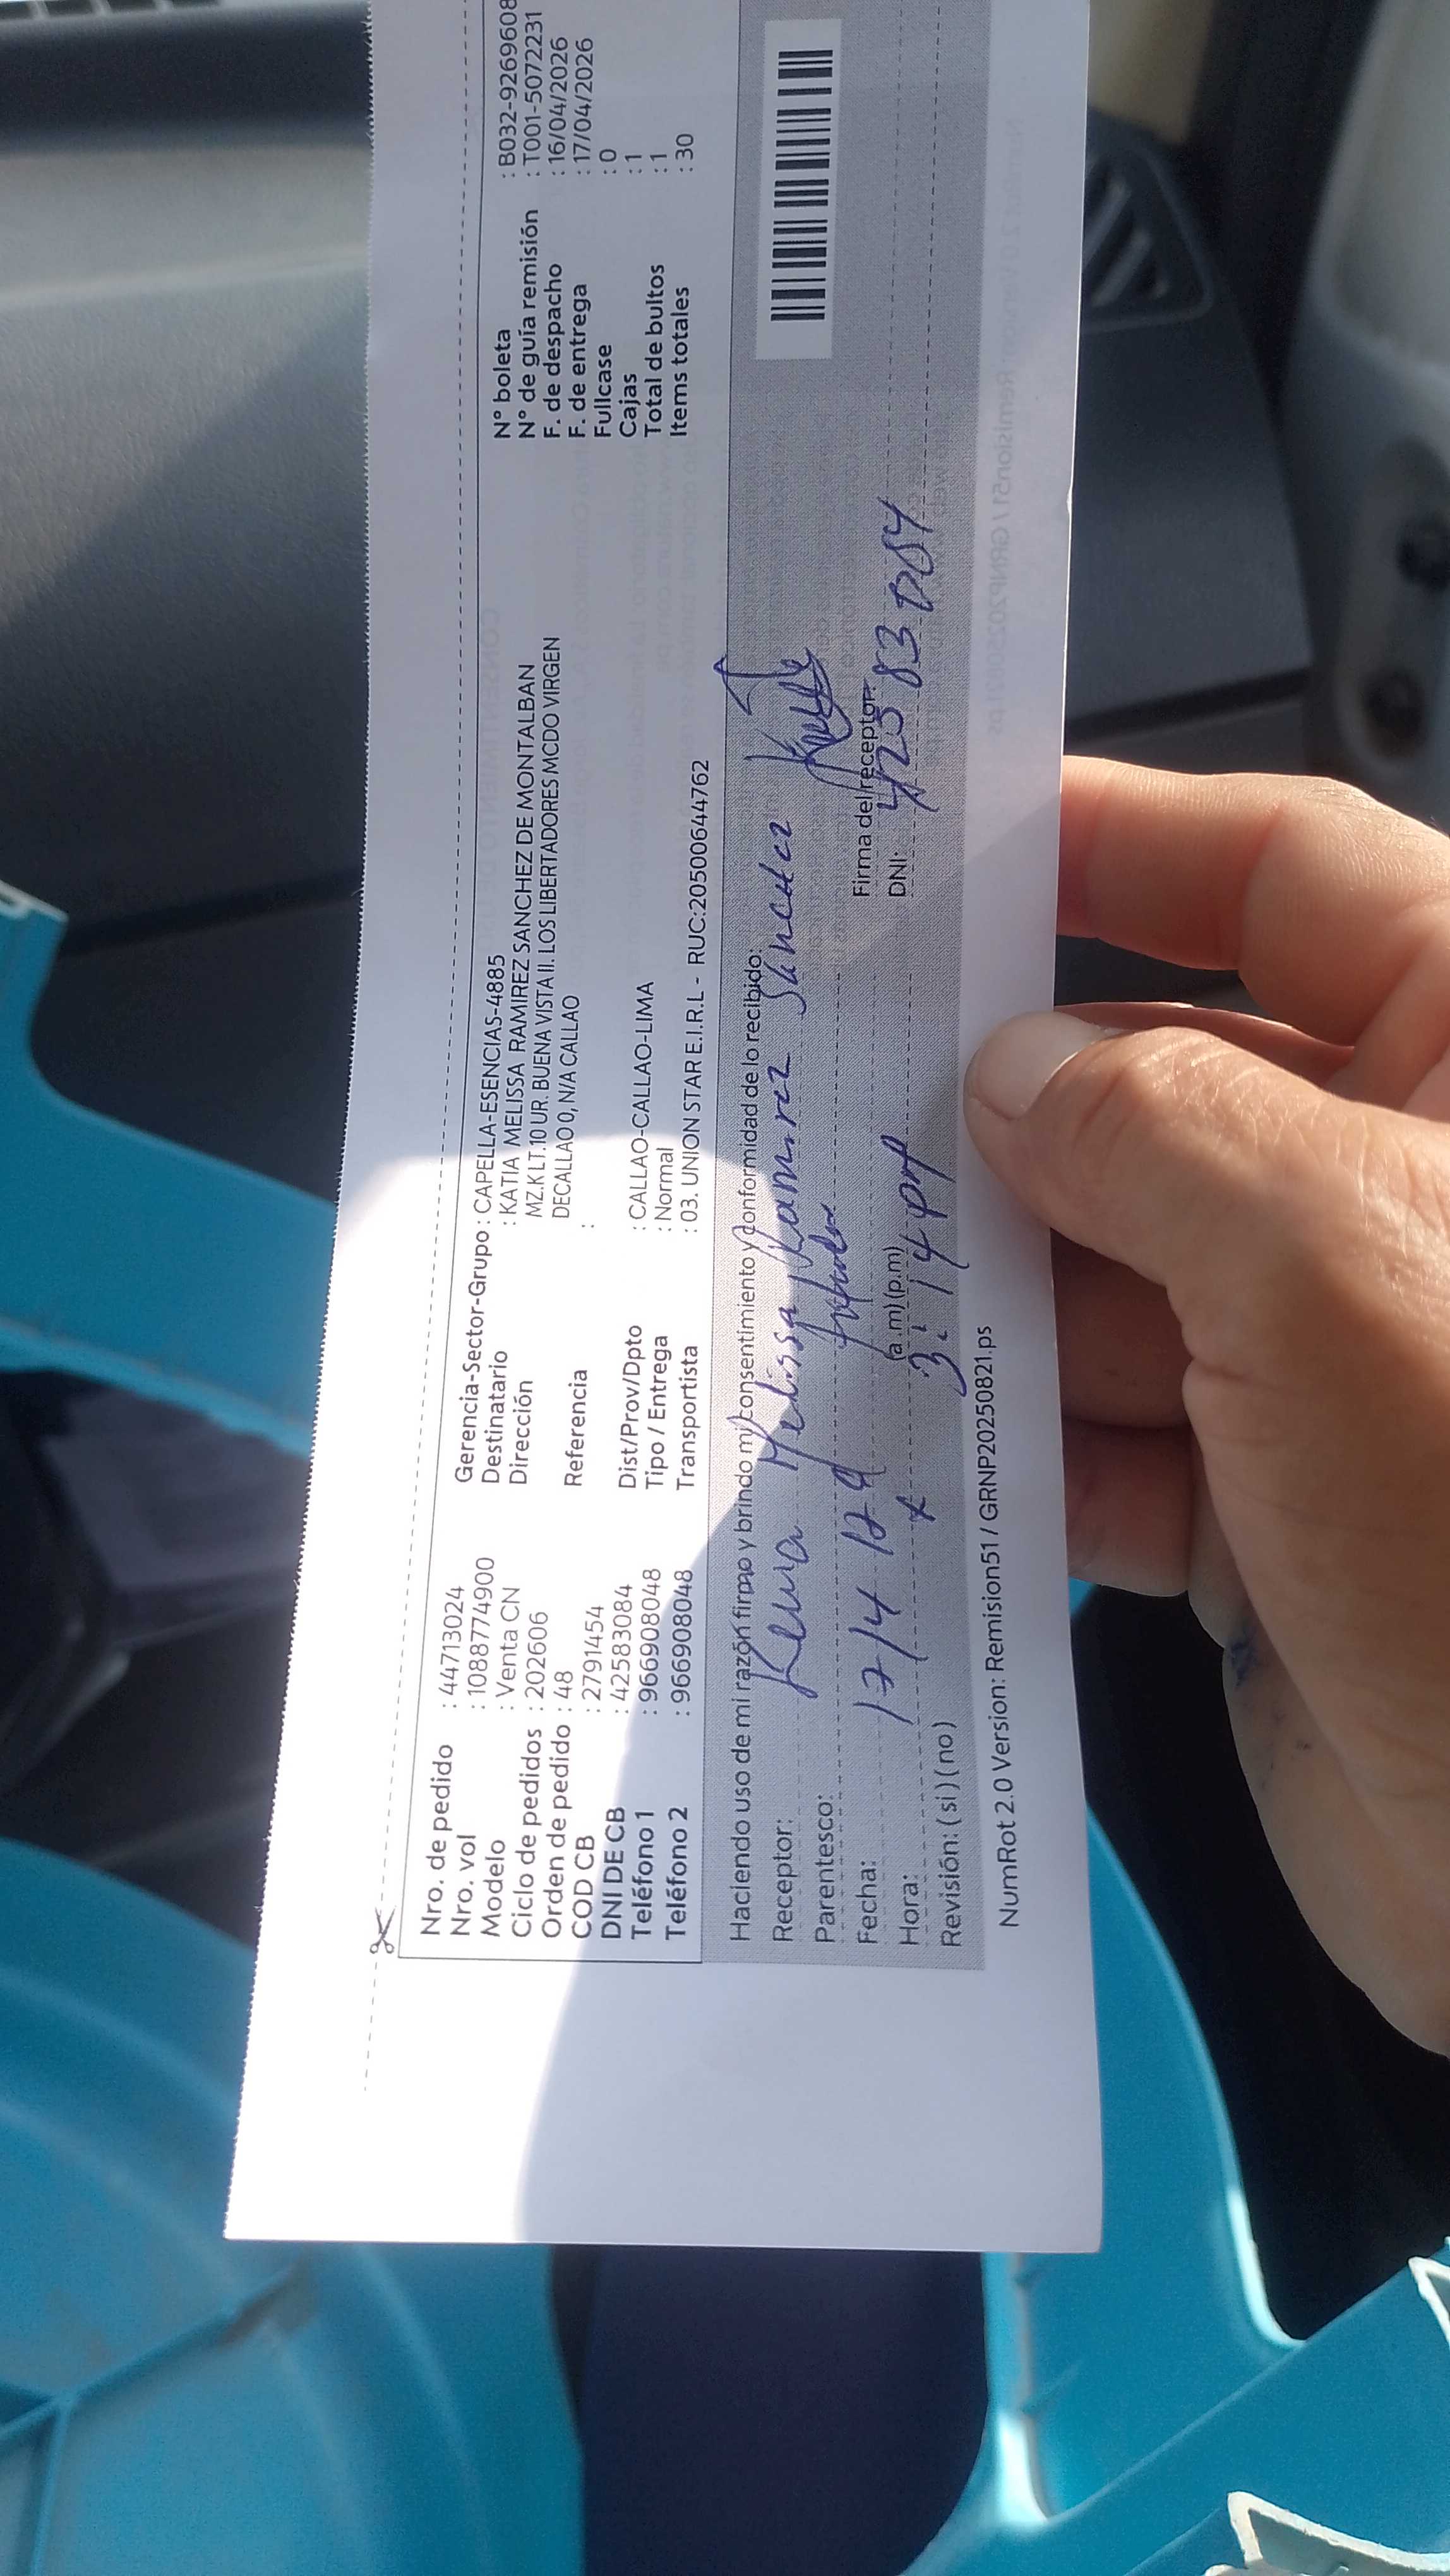 Nro. de pedido : 44713024
Nro. vol : 1088774900
Modelo : Venta CN
Ciclo de pedidos : 202606
Orden de pedido : 48
COD CB : 2791454
DNI DE CB : 42583084
Teléfono 1 : 966908048
Teléfono 2 : 966908048
Gerencia-Sector-Grupo : CAPELLA-ESENCIAS-4885
Destinatario : KATIA MELISSA RAMIREZ SANCHEZ DE MONTALBAN
Dirección MZ.K LT.10 UR. BUENA VISTA II. LOS LIBERTADORES MCDO VIRGEN
DECALLAO 0, N/A CALLAO
Referencia :
Dist/Prov/Dpto : CALLAO-CALLAO-LIMA
Tipo / Entrega : Normal
Transportista : 03. UNION STAR E.I.R.L - RUC:20500644762
N° boleta : B032-9269608
N° de guía remisión : T001-5072231
F. de despacho : 16/04/2026
F. de entrega : 17/04/2026
Fullcase : 0
Cajas : 1
Total de bultos : 1
Items totales : 30
Haciendo uso de mi razón firmo y brindo mi consentimiento y conformidad de lo recibido:
Receptor: Melissa Ramirez Sanchez
Parentesco:
Fecha: 17/4
Hora: 3:14 pm (a.m) (p.m)
Revisión: ( si ) ( no )
Firma del receptor:
DNI: 42583084
NumRot 2.0 Version: Remision51 / GRNP20250821.ps